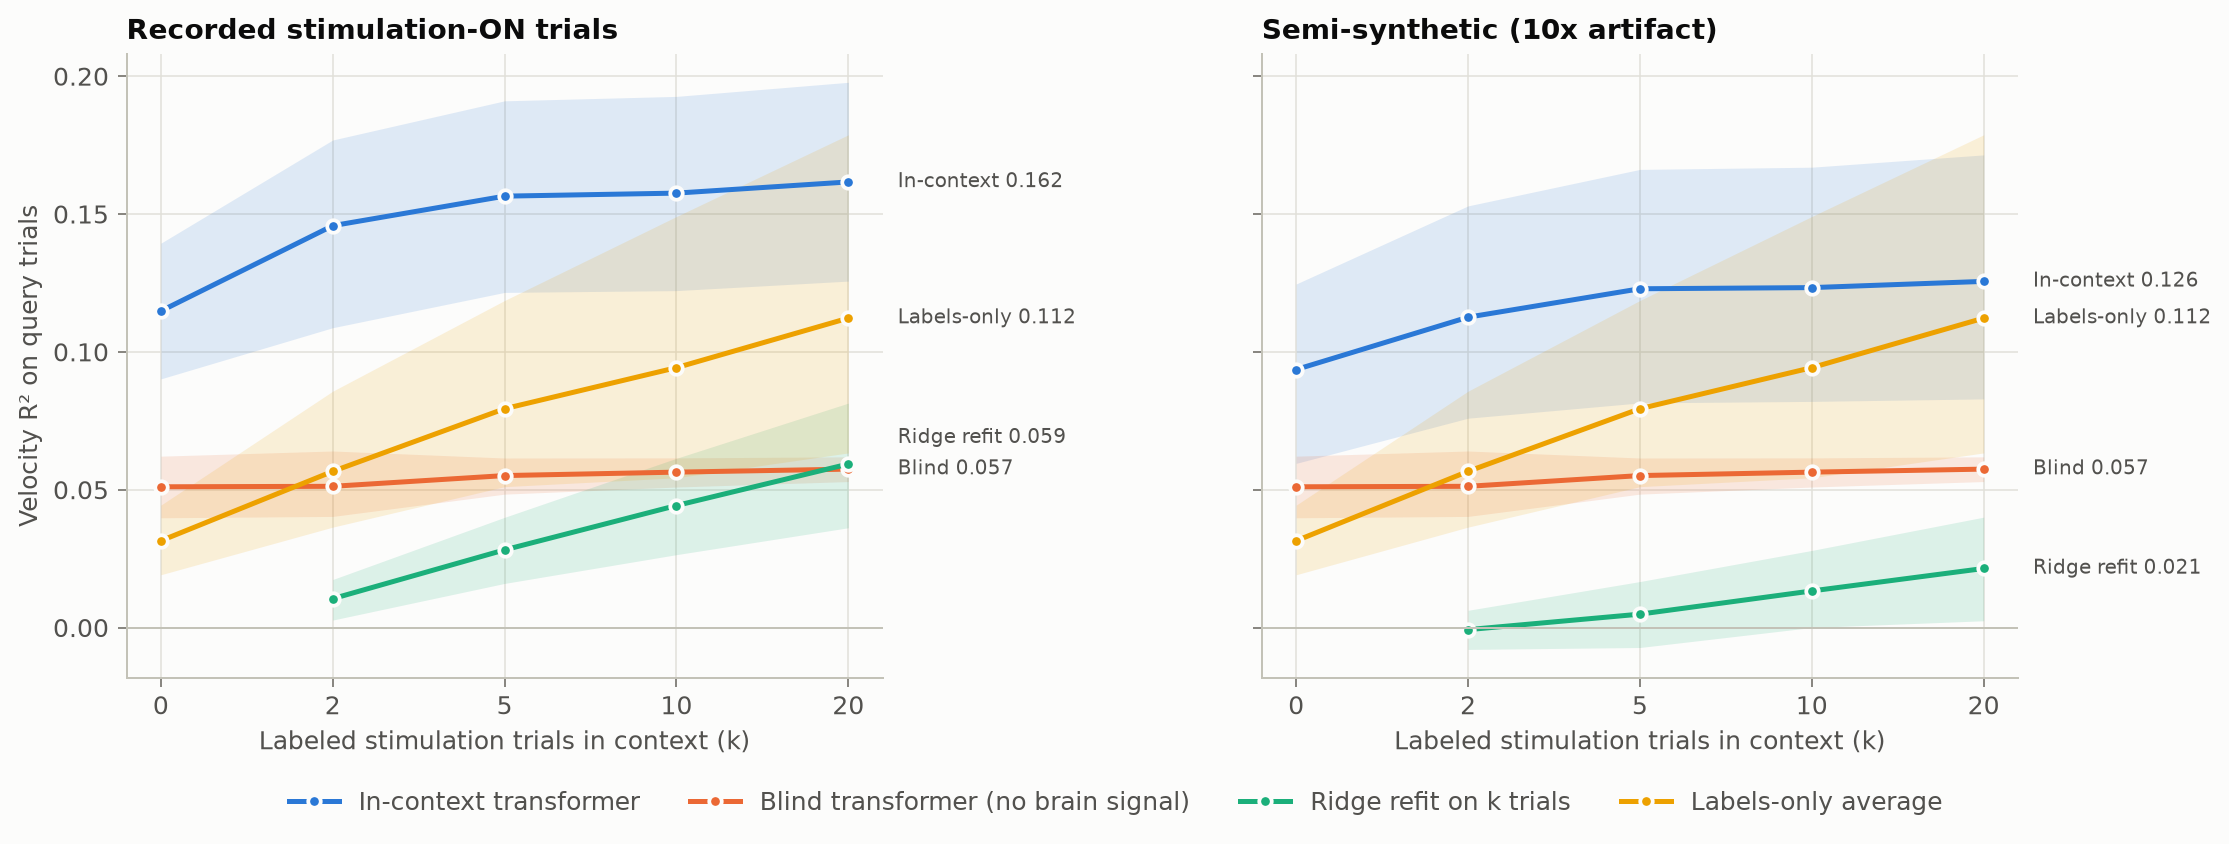 Recorded stimulation-ON trials
Semi-synthetic (10x artifact)
Velocity R² on query trials
0.20
0.15
0.10
0.05
0.00
In-context 0.162
Labels-only 0.112
Ridge refit 0.059
Blind 0.057
In-context 0.126
Labels-only 0.112
Blind 0.057
Ridge refit 0.021
0 2 5 10 20
0 2 5 10 20
Labeled stimulation trials in context (k)
Labeled stimulation trials in context (k)
In-context transformer
Blind transformer (no brain signal)
Ridge refit on k trials
Labels-only average